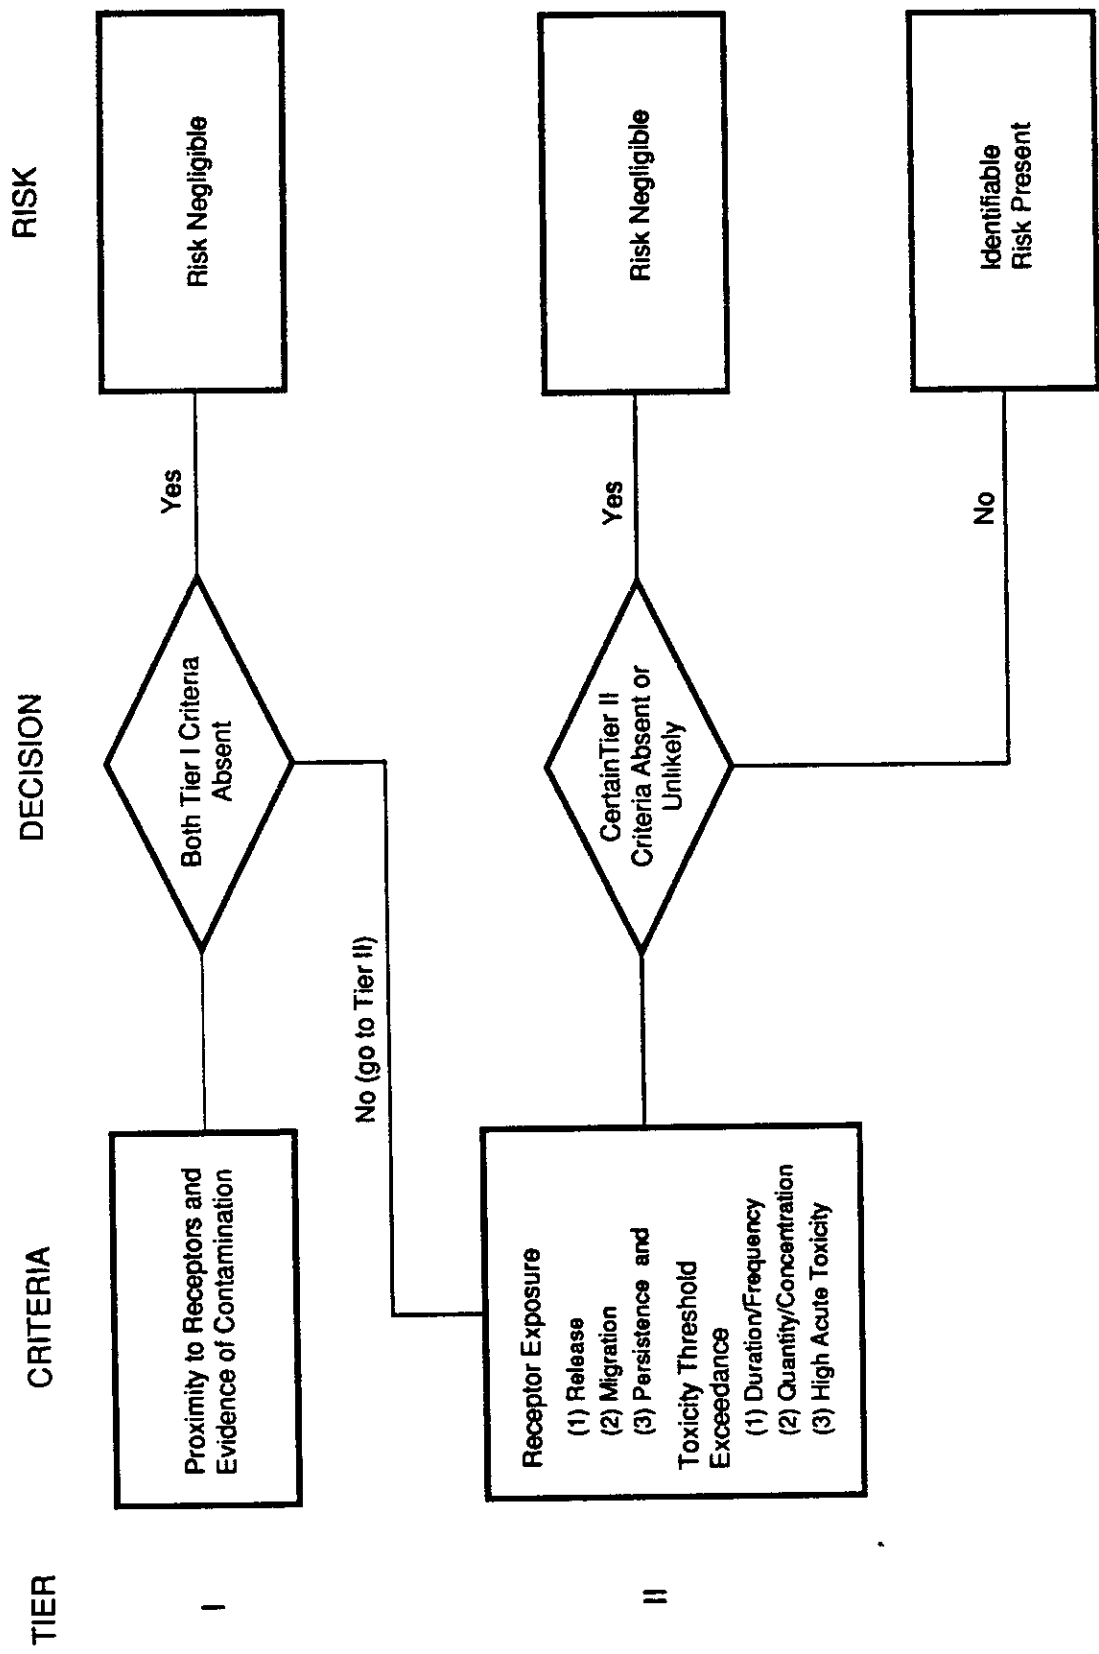 TIER
CRITERIA
DECISION
RISK
I
Proximity to Receptors and
Evidence of Contamination
Both Tier I Criteria
Absent
Yes
Risk Negligible
No (go to Tier II)
II
Receptor Exposure
(1) Release
(2) Migration
(3) Persistence and
Toxicity Threshold
Exceedance
(1) Duration/Frequency
(2) Quantity/Concentration
(3) High Acute Toxicity
CertainTier II
Criteria Absent or
Unlikely
Yes
Risk Negligible
No
Identifiable
Risk Present